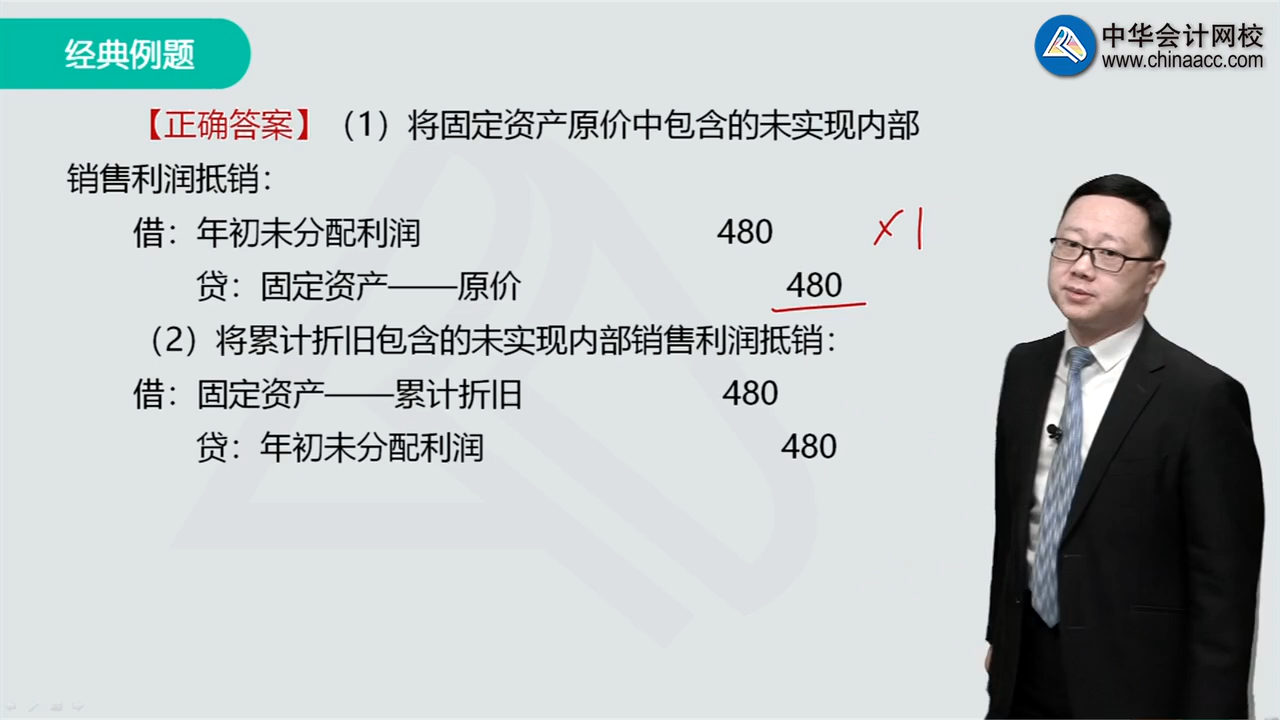 经典例题
中华会计网校
www.chinaacc.com
【正确答案】（1）将固定资产原价中包含的未实现内部
销售利润抵销：
借：年初未分配利润 480 ×1
贷：固定资产——原价 480
（2）将累计折旧包含的未实现内部销售利润抵销：
借：固定资产——累计折旧 480
贷：年初未分配利润 480